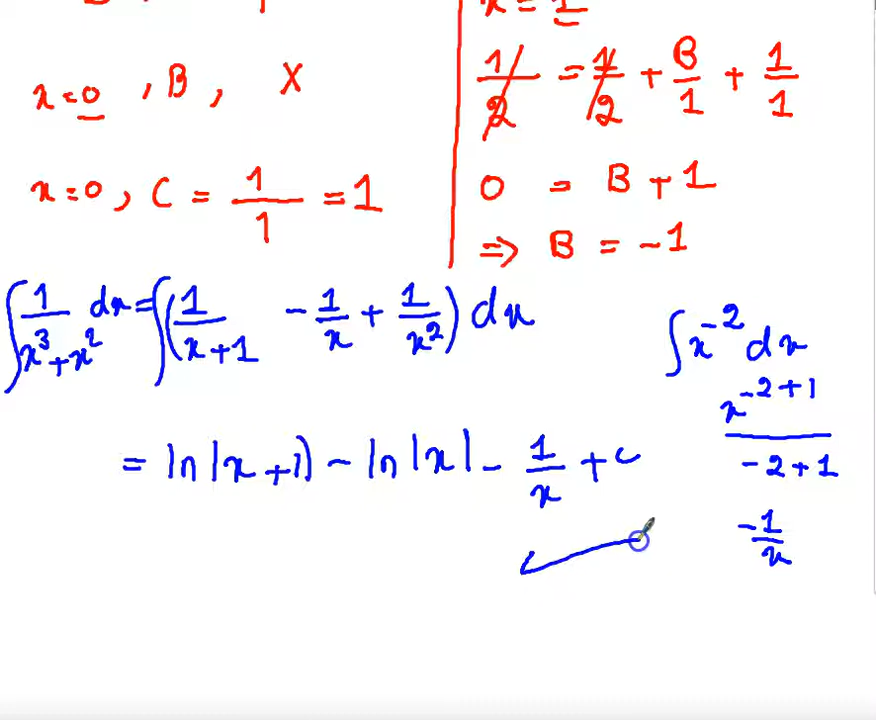 x = 0 , B , X
x = 0 , C = 1/1 = 1
x = 1
1/2 = 1/2 + B/1 + 1/1
0 = B + 1
⇒ B = -1
∫ 1/(x³+x²) dx = ∫ (1/(x+1) - 1/x + 1/x²) dx
= ln|x+1| - ln|x| - 1/x + c
∫ x⁻² dx
x⁻²⁺¹/(-2+1)
-1/x